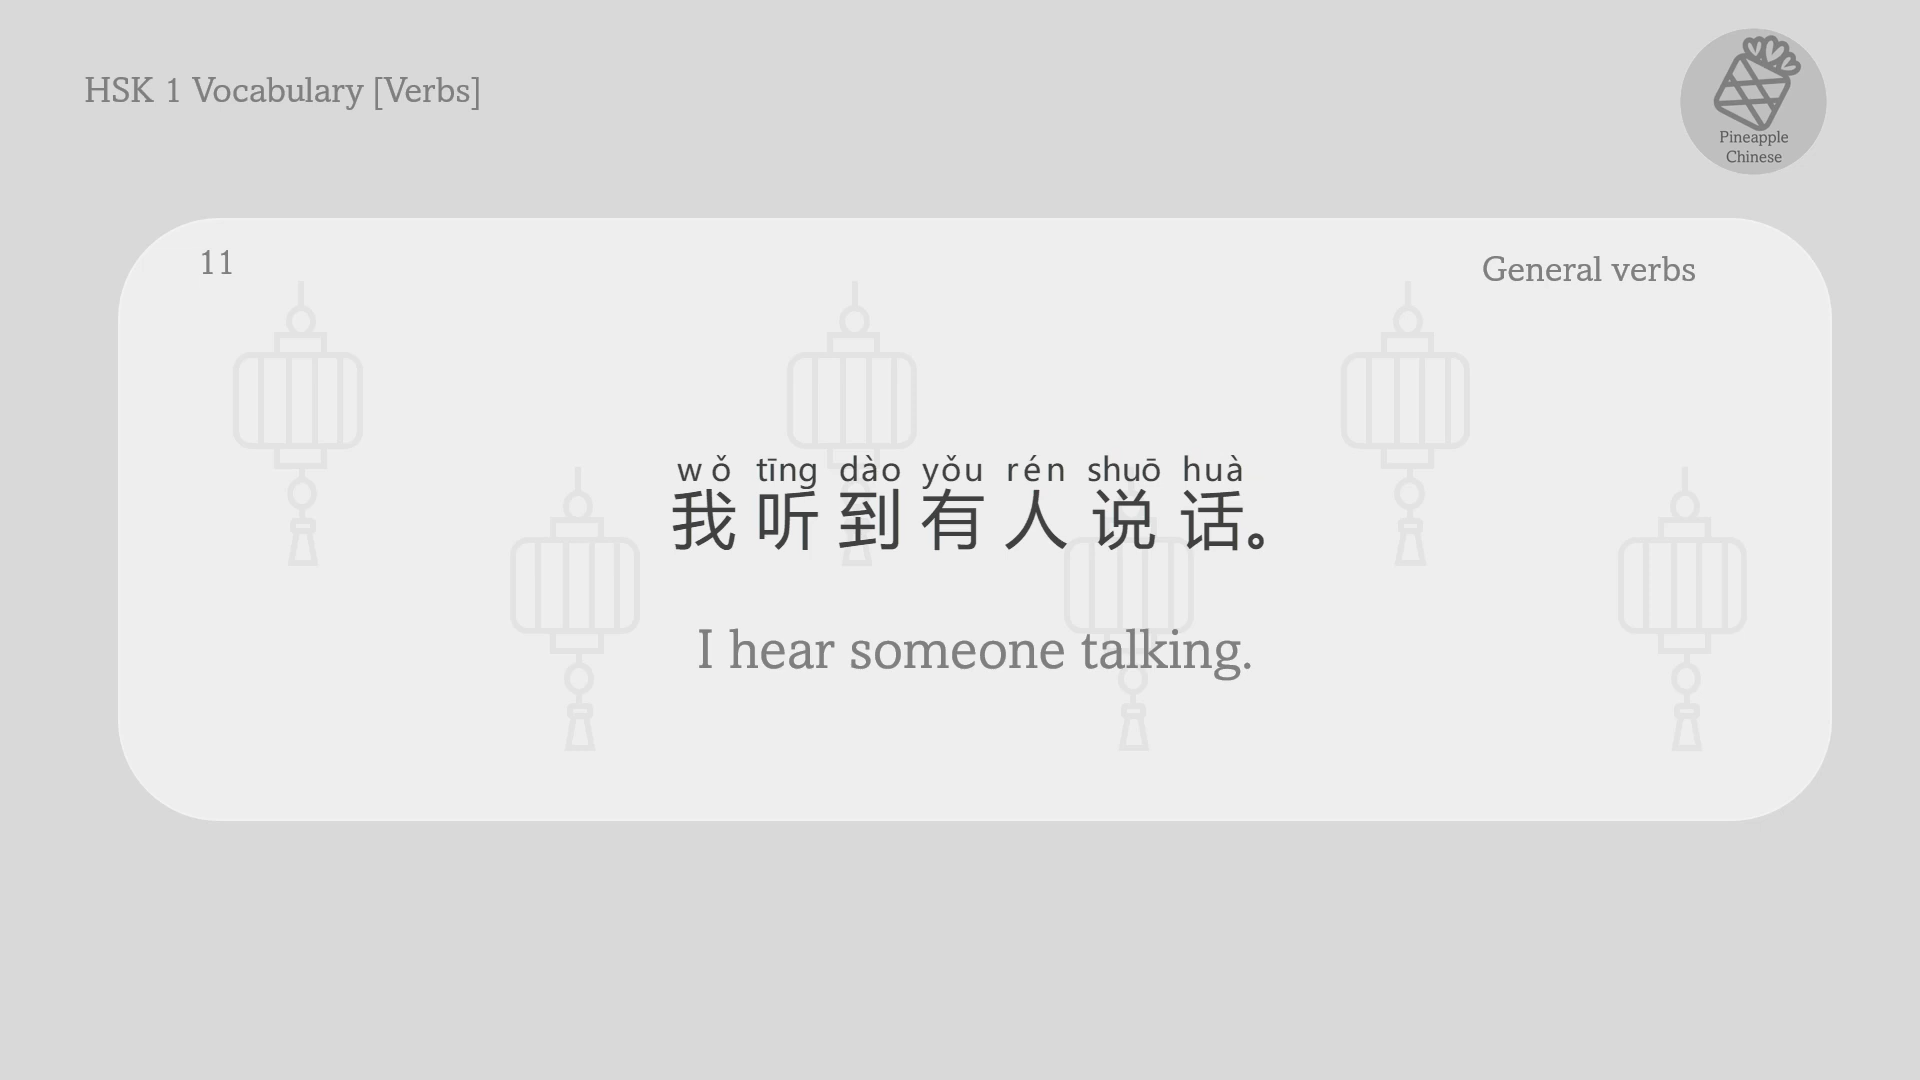 HSK 1 Vocabulary [Verbs]
Pineapple
Chinese
11
General verbs
wǒ tīng dào yǒu rén shuō huà
我听到有人说话。
I hear someone talking.